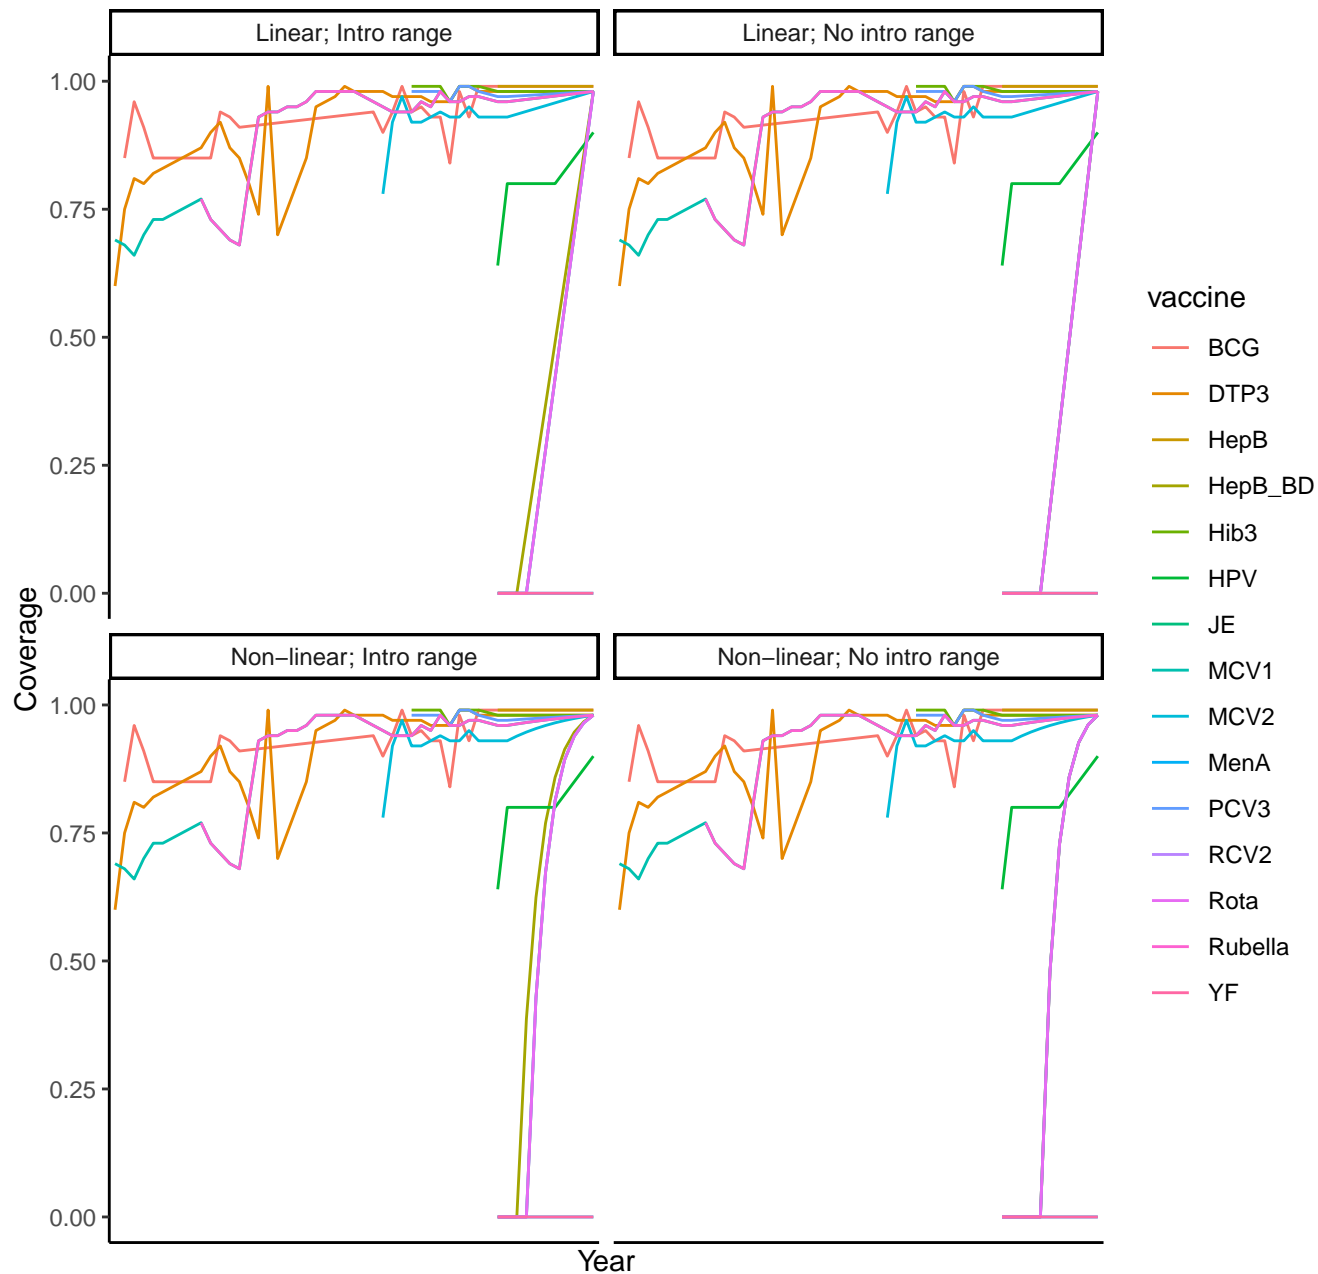 Linear; Intro range
Linear; No intro range
1.00
0.75
0.50
0.25
0.00
Non−linear; Intro range
Non−linear; No intro range
1.00
0.75
0.50
0.25
0.00
Coverage
Year
vaccine
BCG
DTP3
HepB
HepB_BD
Hib3
HPV
JE
MCV1
MCV2
MenA
PCV3
RCV2
Rota
Rubella
YF